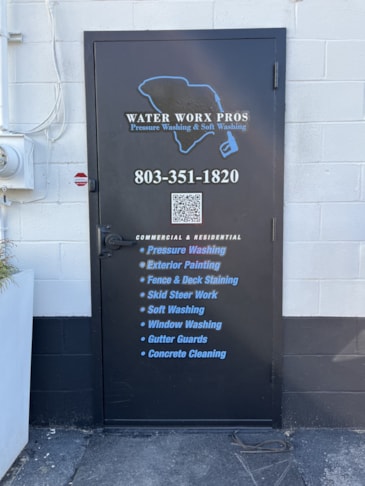 WATER WORX PROS
Pressure Washing & Soft Washing
803-351-1820
COMMERCIAL & RESIDENTIAL
• Pressure Washing
• Exterior Painting
• Fence & Deck Staining
• Skid Steer Work
• Soft Washing
• Window Washing
• Gutter Guards
• Concrete Cleaning